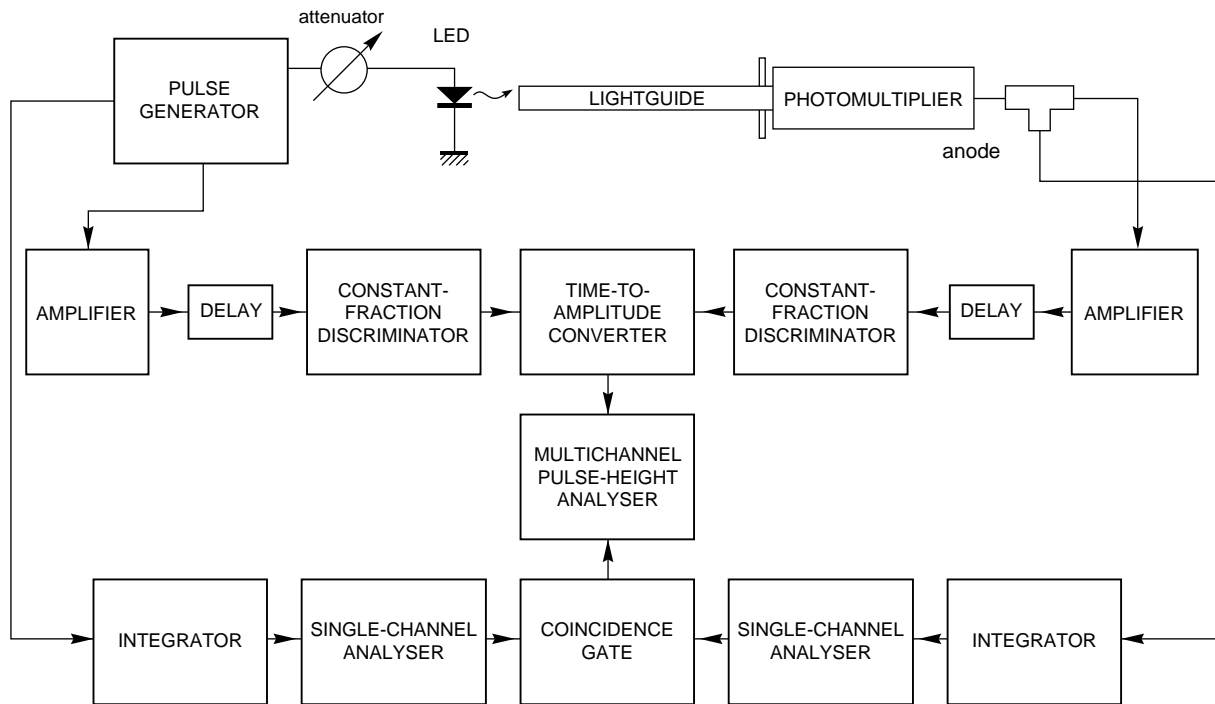 attenuator
LED
PULSE
GENERATOR
LIGHTGUIDE
PHOTOMULTIPLIER
anode
AMPLIFIER
DELAY
CONSTANT-
FRACTION
DISCRIMINATOR
TIME-TO-
AMPLITUDE
CONVERTER
CONSTANT-
FRACTION
DISCRIMINATOR
DELAY
AMPLIFIER
MULTICHANNEL
PULSE-HEIGHT
ANALYSER
INTEGRATOR
SINGLE-CHANNEL
ANALYSER
COINCIDENCE
GATE
SINGLE-CHANNEL
ANALYSER
INTEGRATOR